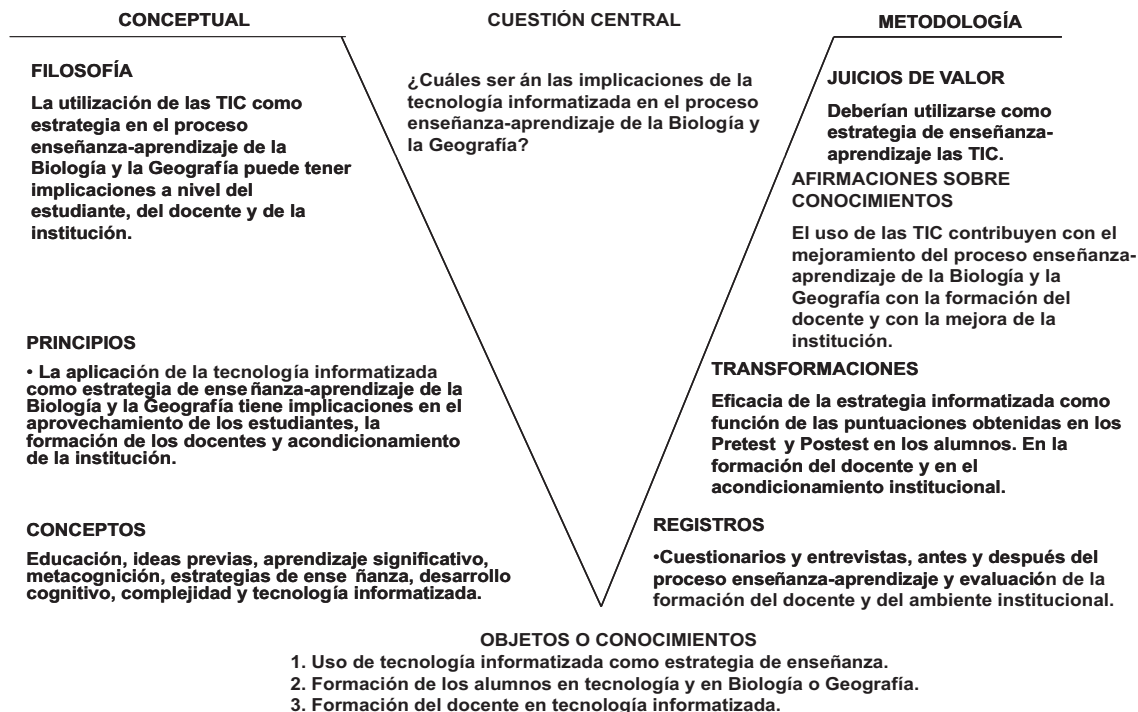 CONCEPTUAL
FILOSOFÍA
La utilización de las TIC como
estrategia en el proceso
enseñanza-aprendizaje de la
Biología y la Geografía puede tener
implicaciones a nivel del
estudiante, del docente y de la
institución.
PRINCIPIOS
• La aplicación de la tecnología informatizada
como estrategia de ense ñanza-aprendizaje de la
Biología y la Geografía tiene implicaciones en el
aprovechamiento de los estudiantes, la
formación de los docentes y acondicionamiento
de la institución.
CONCEPTOS
Educación, ideas previas, aprendizaje significativo,
metacognición, estrategias de ense ñanza, desarrollo
cognitivo, complejidad y tecnología informatizada.
CUESTIÓN CENTRAL
¿Cuáles ser án las implicaciones de la
tecnología informatizada en el proceso
enseñanza-aprendizaje de la Biología y
la Geografía?
METODOLOGÍA
JUICIOS DE VALOR
Deberían utilizarse como
estrategia de enseñanza-
aprendizaje las TIC.
AFIRMACIONES SOBRE
CONOCIMIENTOS
El uso de las TIC contribuyen con el
mejoramiento del proceso enseñanza-
aprendizaje de la Biología y la
Geografía con la formación del
docente y con la mejora de la
institución.
TRANSFORMACIONES
Eficacia de la estrategia informatizada como
función de las puntuaciones obtenidas en los
Pretest y Postest en los alumnos. En la
formación del docente y en el
acondicionamiento institucional.
REGISTROS
•Cuestionarios y entrevistas, antes y después del
proceso enseñanza-aprendizaje y evaluación de la
formación del docente y del ambiente institucional.
OBJETOS O CONOCIMIENTOS
1. Uso de tecnología informatizada como estrategia de enseñanza.
2. Formación de los alumnos en tecnología y en Biología o Geografía.
3. Formación del docente en tecnología informatizada.